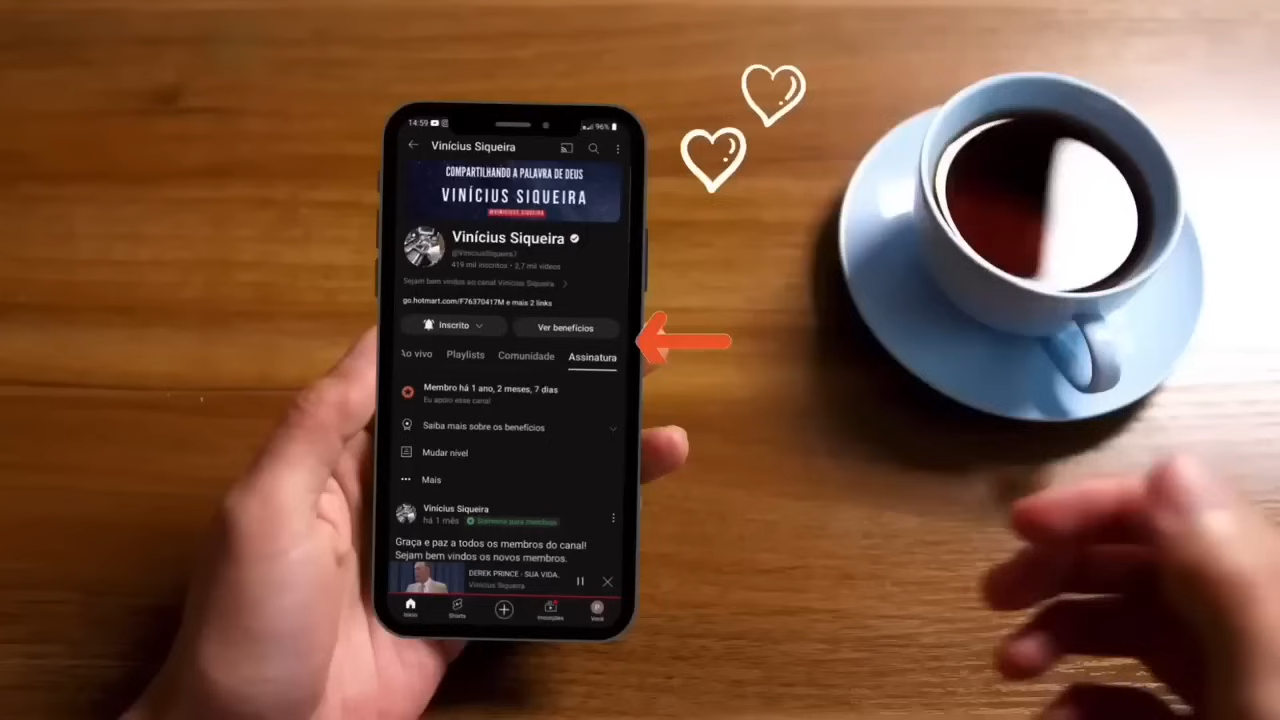 14:59
96%
Vinícius Siqueira
COMPARTILHANDO A PALAVRA DE DEUS
VINÍCIUS SIQUEIRA
Vinícius Siqueira
@ViniciusSiqueira7
419 mil inscritos • 2,7 mil vídeos
Sejam bem vindos ao canal Vinícius Siqueira
go.hotmart.com/F76370417M e mais 2 links
Inscrito
Ver benefícios
Ao vivo Playlists Comunidade Assinatura
Membro há 1 ano, 2 meses, 7 dias
Eu apoio esse canal
Saiba mais sobre os benefícios
Mudar nível
Mais
Vinícius Siqueira
há 1 mês Somente para membros
Graça e paz a todos os membros do canal!
Sejam bem vindos os novos membros.
DEREK PRINCE - SUA VIDA.
Vinícius Siqueira
Início Shorts Inscrições Você